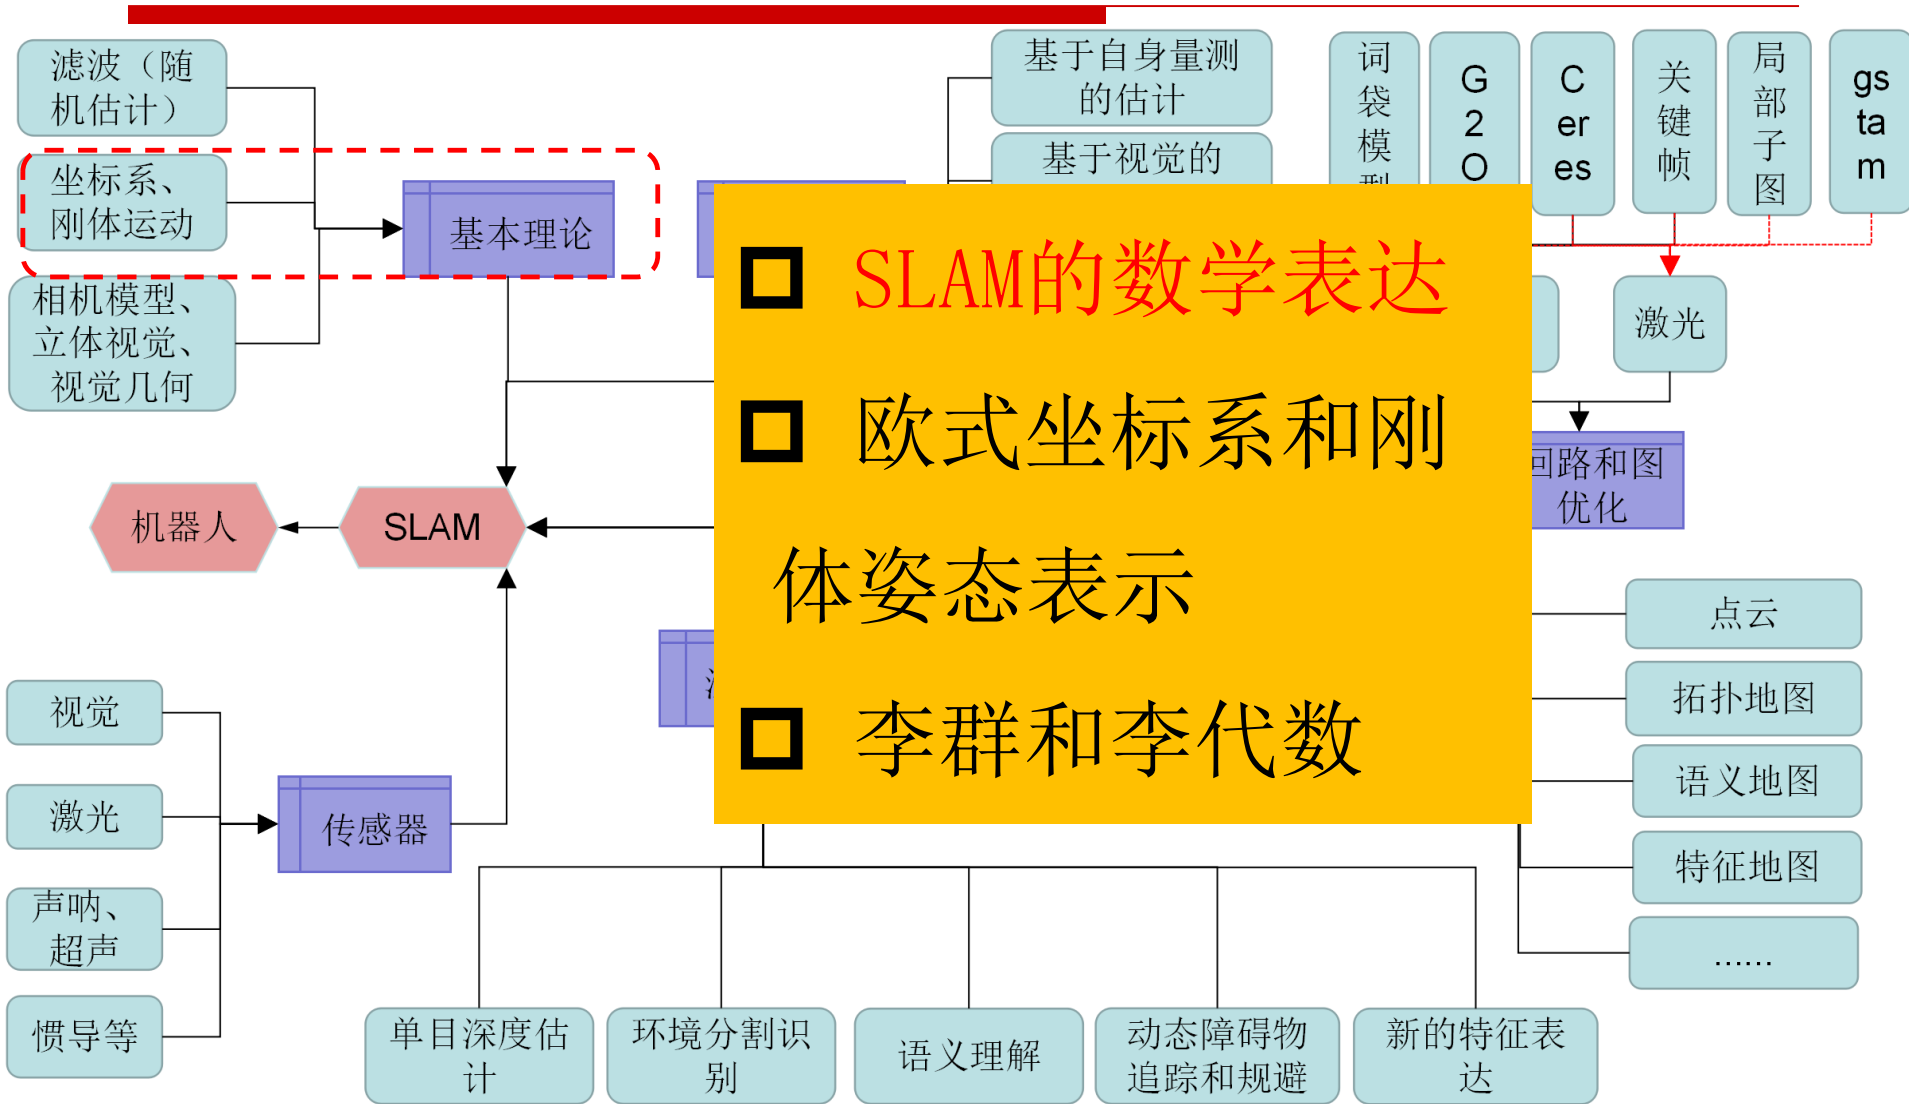 滤波（随
机估计）
坐标系、
刚体运动
相机模型、
立体视觉、
视觉几何
基本理论
基于自身量测
的估计
基于视觉的
词
袋
模
G
2
O
C
er
es
关
键
帧
局
部
子
图
gs
ta
m
激光
回路和图
优化
SLAM的数学表达
欧式坐标系和刚
体姿态表示
李群和李代数
机器人
SLAM
视觉
激光
声呐、
超声
惯导等
传感器
点云
拓扑地图
语义地图
特征地图
……
单目深度估
计
环境分割识
别
语义理解
动态障碍物
追踪和规避
新的特征表
达